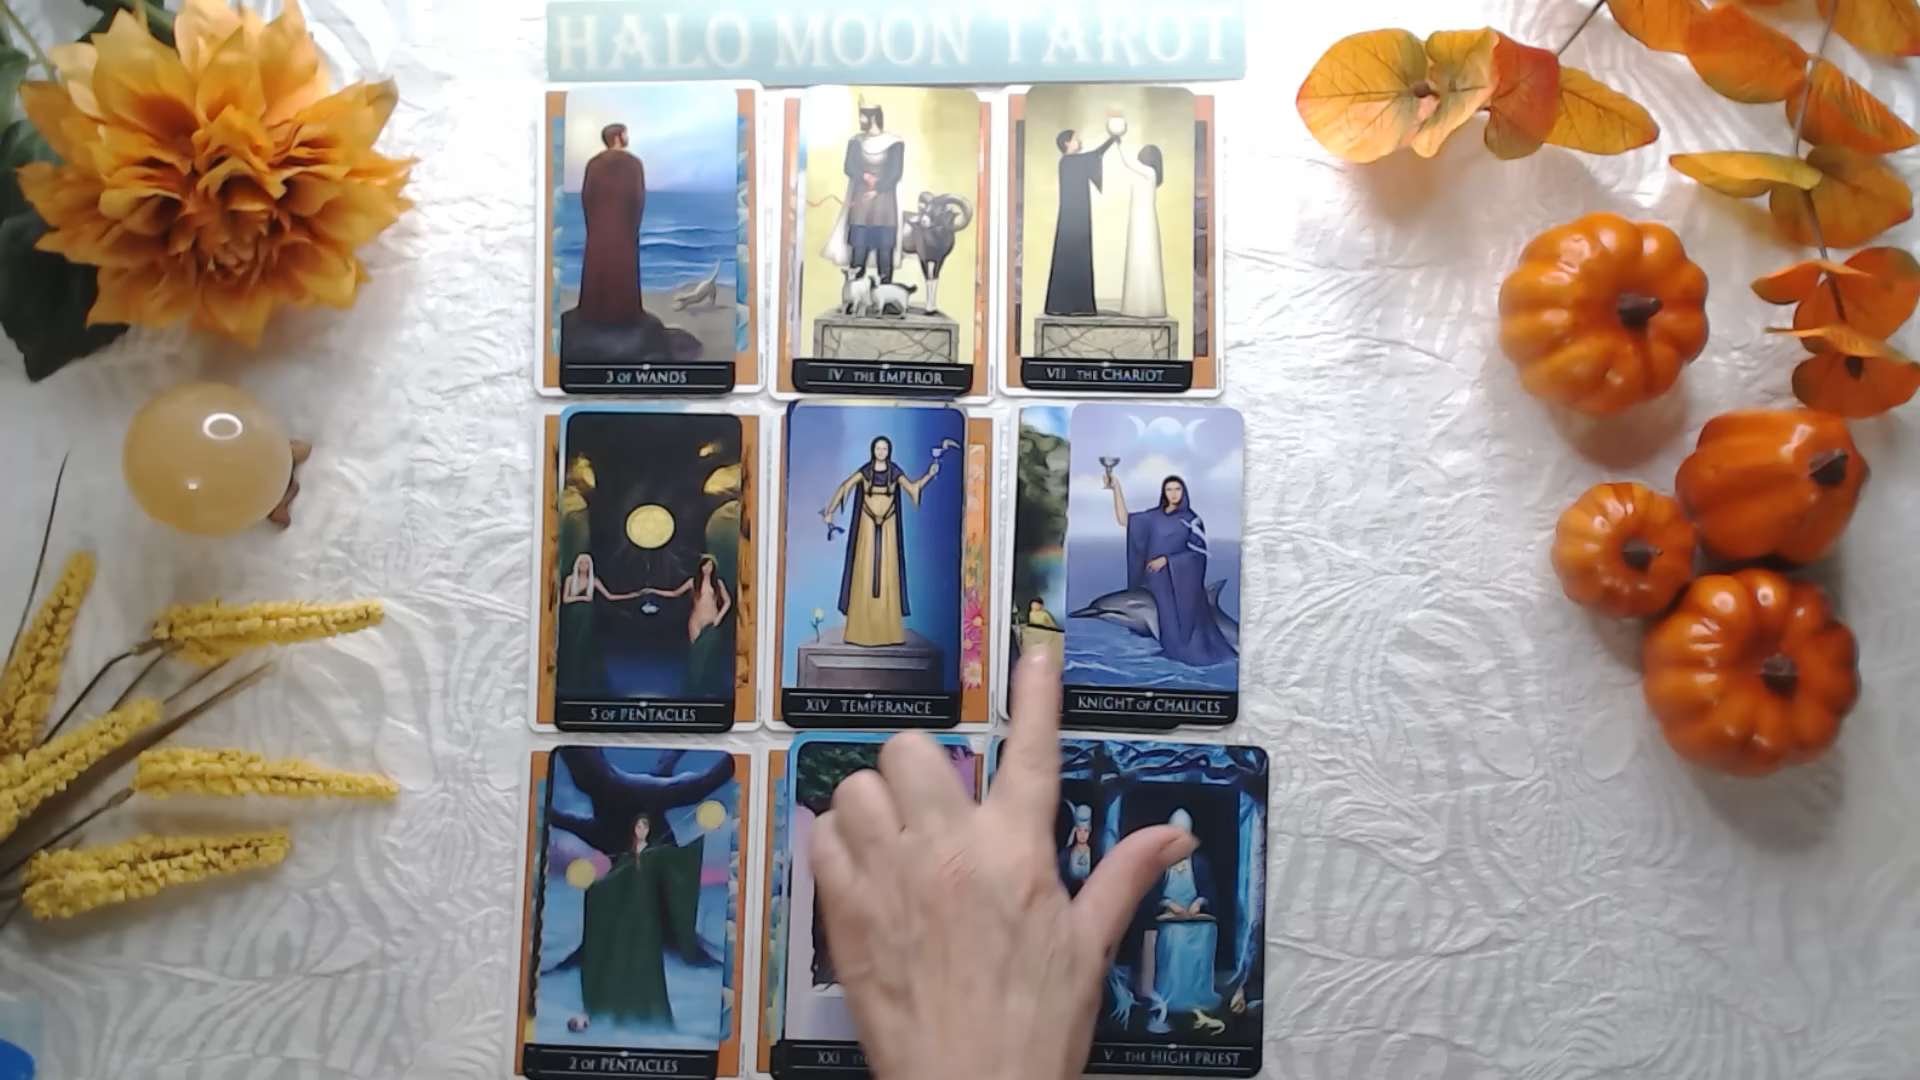 HALO MOON TAROT
3 OF WANDS
IV THE EMPEROR
VII THE CHARIOT
5 OF PENTACLES
XIV TEMPERANCE
KNIGHT OF CHALICES
2 OF PENTACLES
XXI
V THE HIGH PRIEST